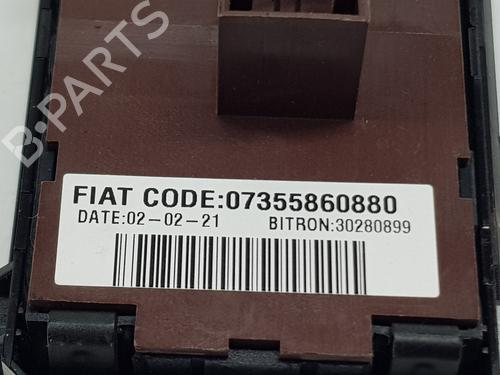 B-PARTS
FIAT CODE:07355860880
DATE:02-02-21 BITRON:30280899